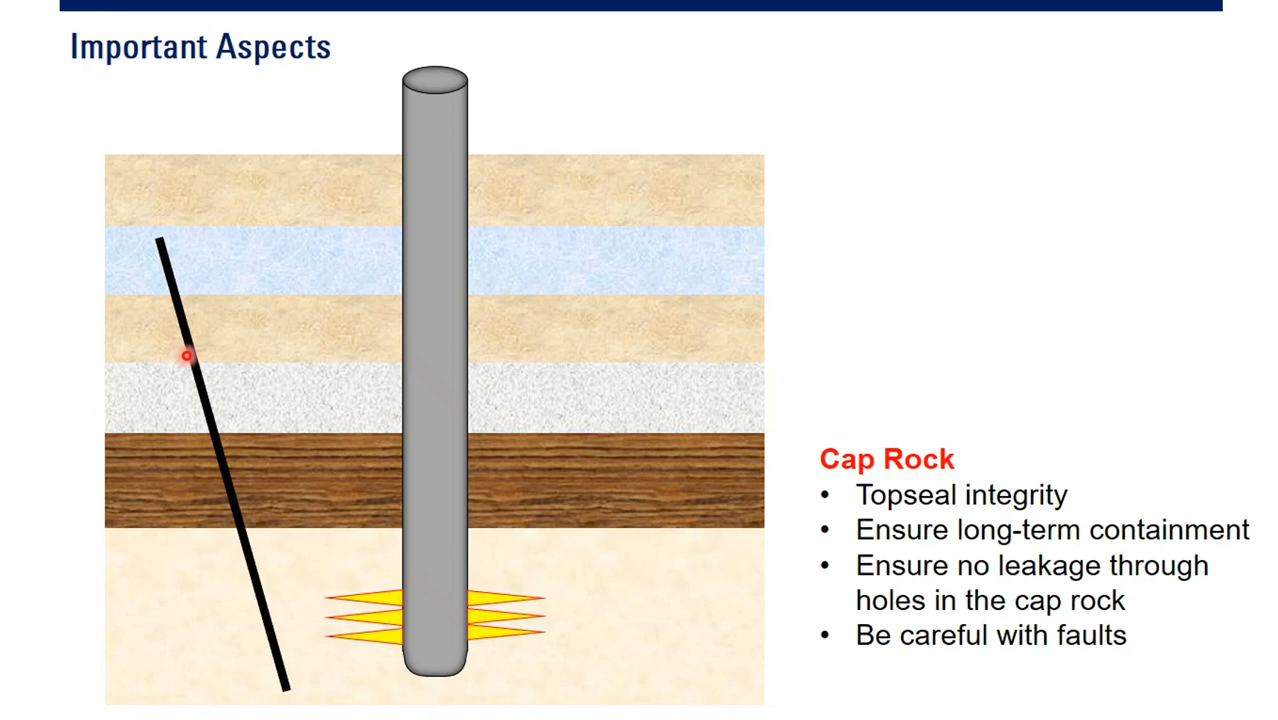 Important Aspects
Cap Rock
• Topseal integrity
• Ensure long-term containment
• Ensure no leakage through
holes in the cap rock
• Be careful with faults